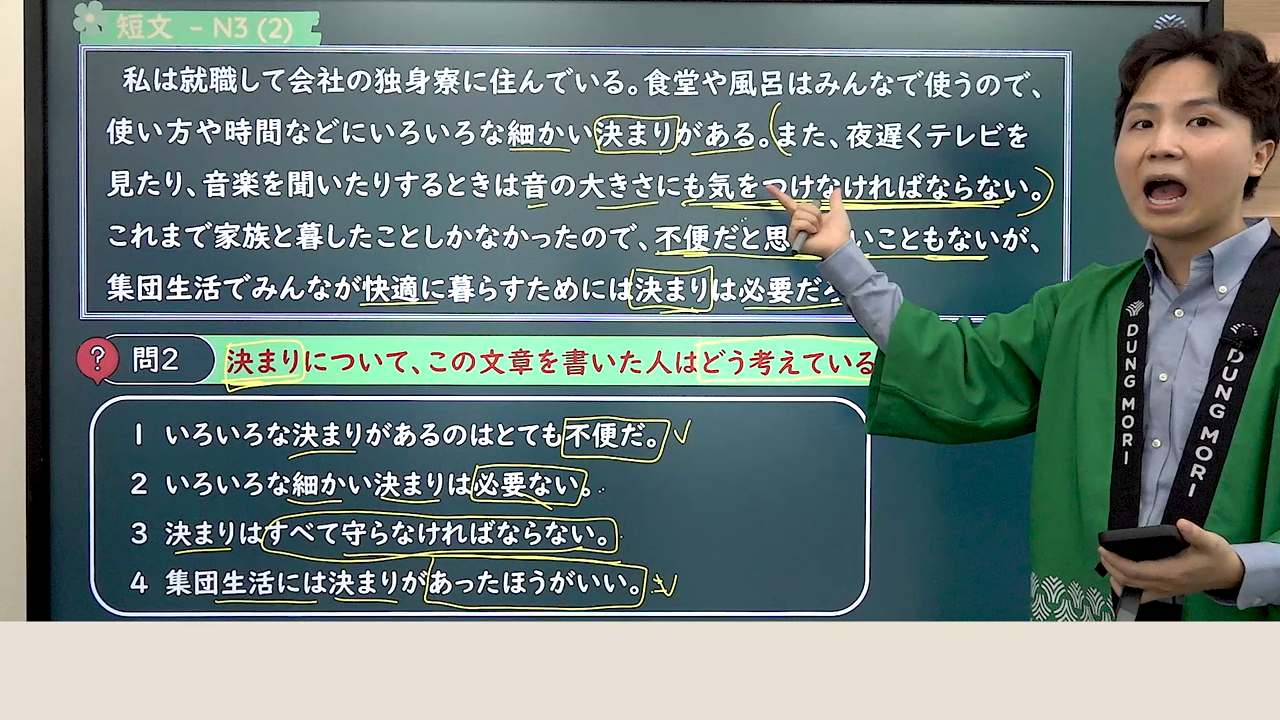 短文 - N3 (2)
私は就職して会社の独身寮に住んでいる。食堂や風呂はみんなで使うので、
使い方や時間などにいろいろな細かい決まりがある。また、夜遅くテレビを
見たり、音楽を聞いたりするときは音の大きさにも気をつけなければならない。
これまで家族と暮したことしかなかったので、不便だと思いこともないが、
集団生活でみんなが快適に暮らすためには決まりは必要だ
? 問2
決まりについて、この文章を書いた人はどう考えている
1 いろいろな決まりがあるのはとても不便だ。
2 いろいろな細かい決まりは必要ない。
3 決まりはすべて守らなければならない。
4 集団生活には決まりがあったほうがいい。
DUNG MORI
DUNG MORI